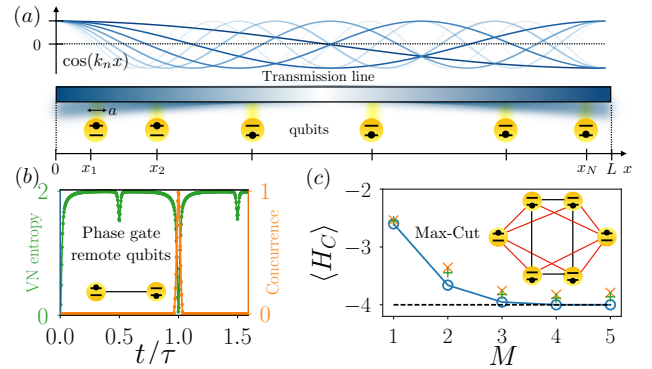 (a)
0
cos(kₙx)
Transmission line
a
qubits
0 x₁ x₂ x_N L x
(b)
2
1
VN entropy
Phase gate
remote qubits
Concurrence
0
0
0.0 0.5 1.0 1.5
t/τ
(c)
−2
Max-Cut
⟨H_C⟩
−3
−4
1 2 3 4 5
M